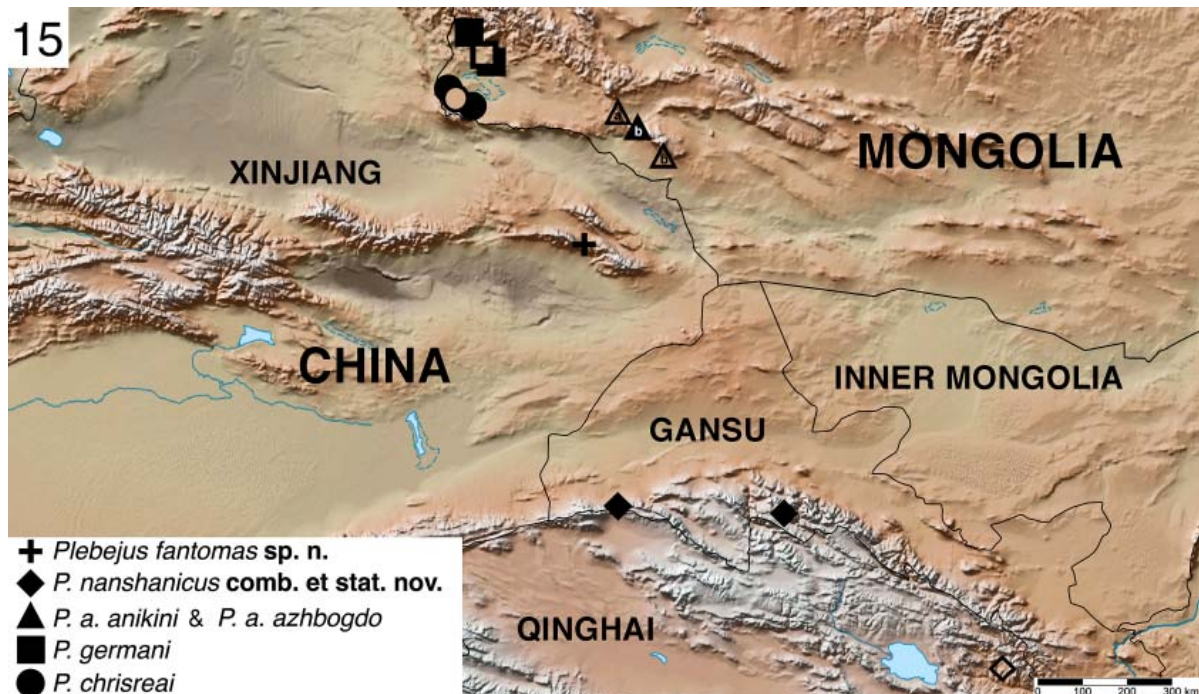 15
XINJIANG
MONGOLIA
CHINA
INNER MONGOLIA
GANSU
QINGHAI
a
b
b
Plebejus fantomas sp. n.
P. nanshanicus comb. et stat. nov.
P. a. anikini & P. a. azhbogdo
P. germani
P. chrisreai
100 200 300 km